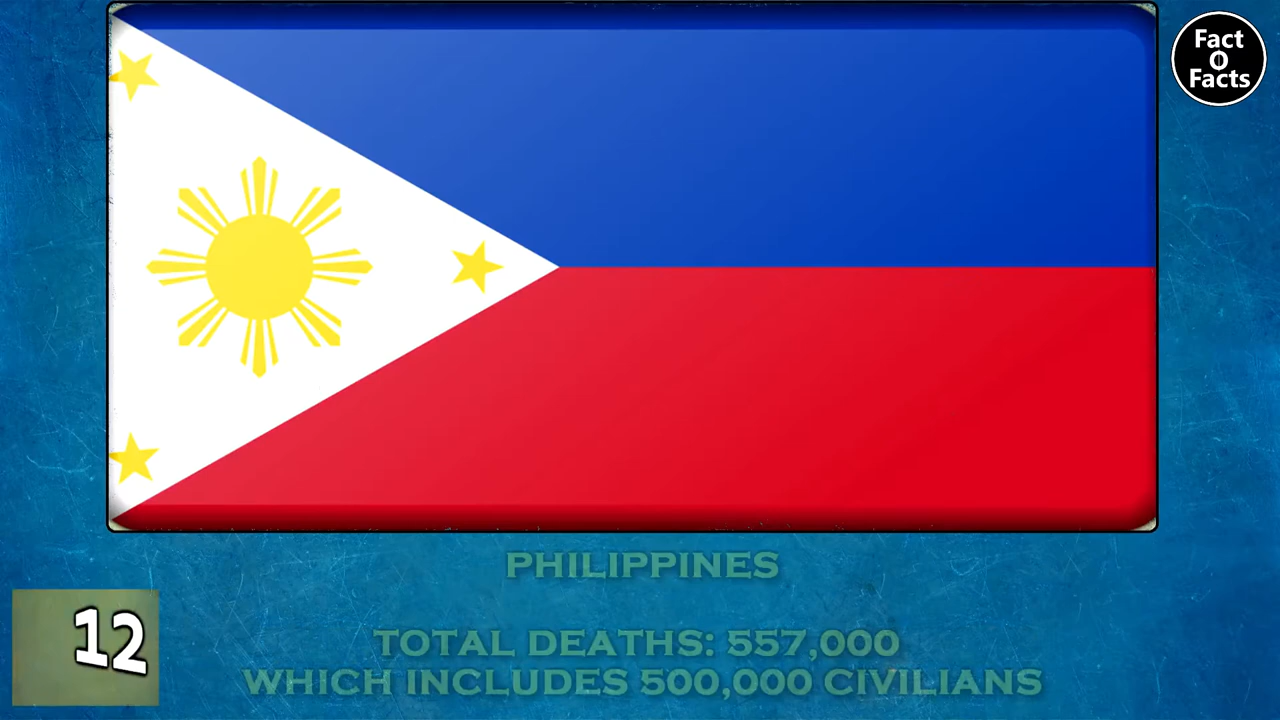 Fact
O
Facts
PHILIPPINES
12
TOTAL DEATHS: 557,000
WHICH INCLUDES 500,000 CIVILIANS